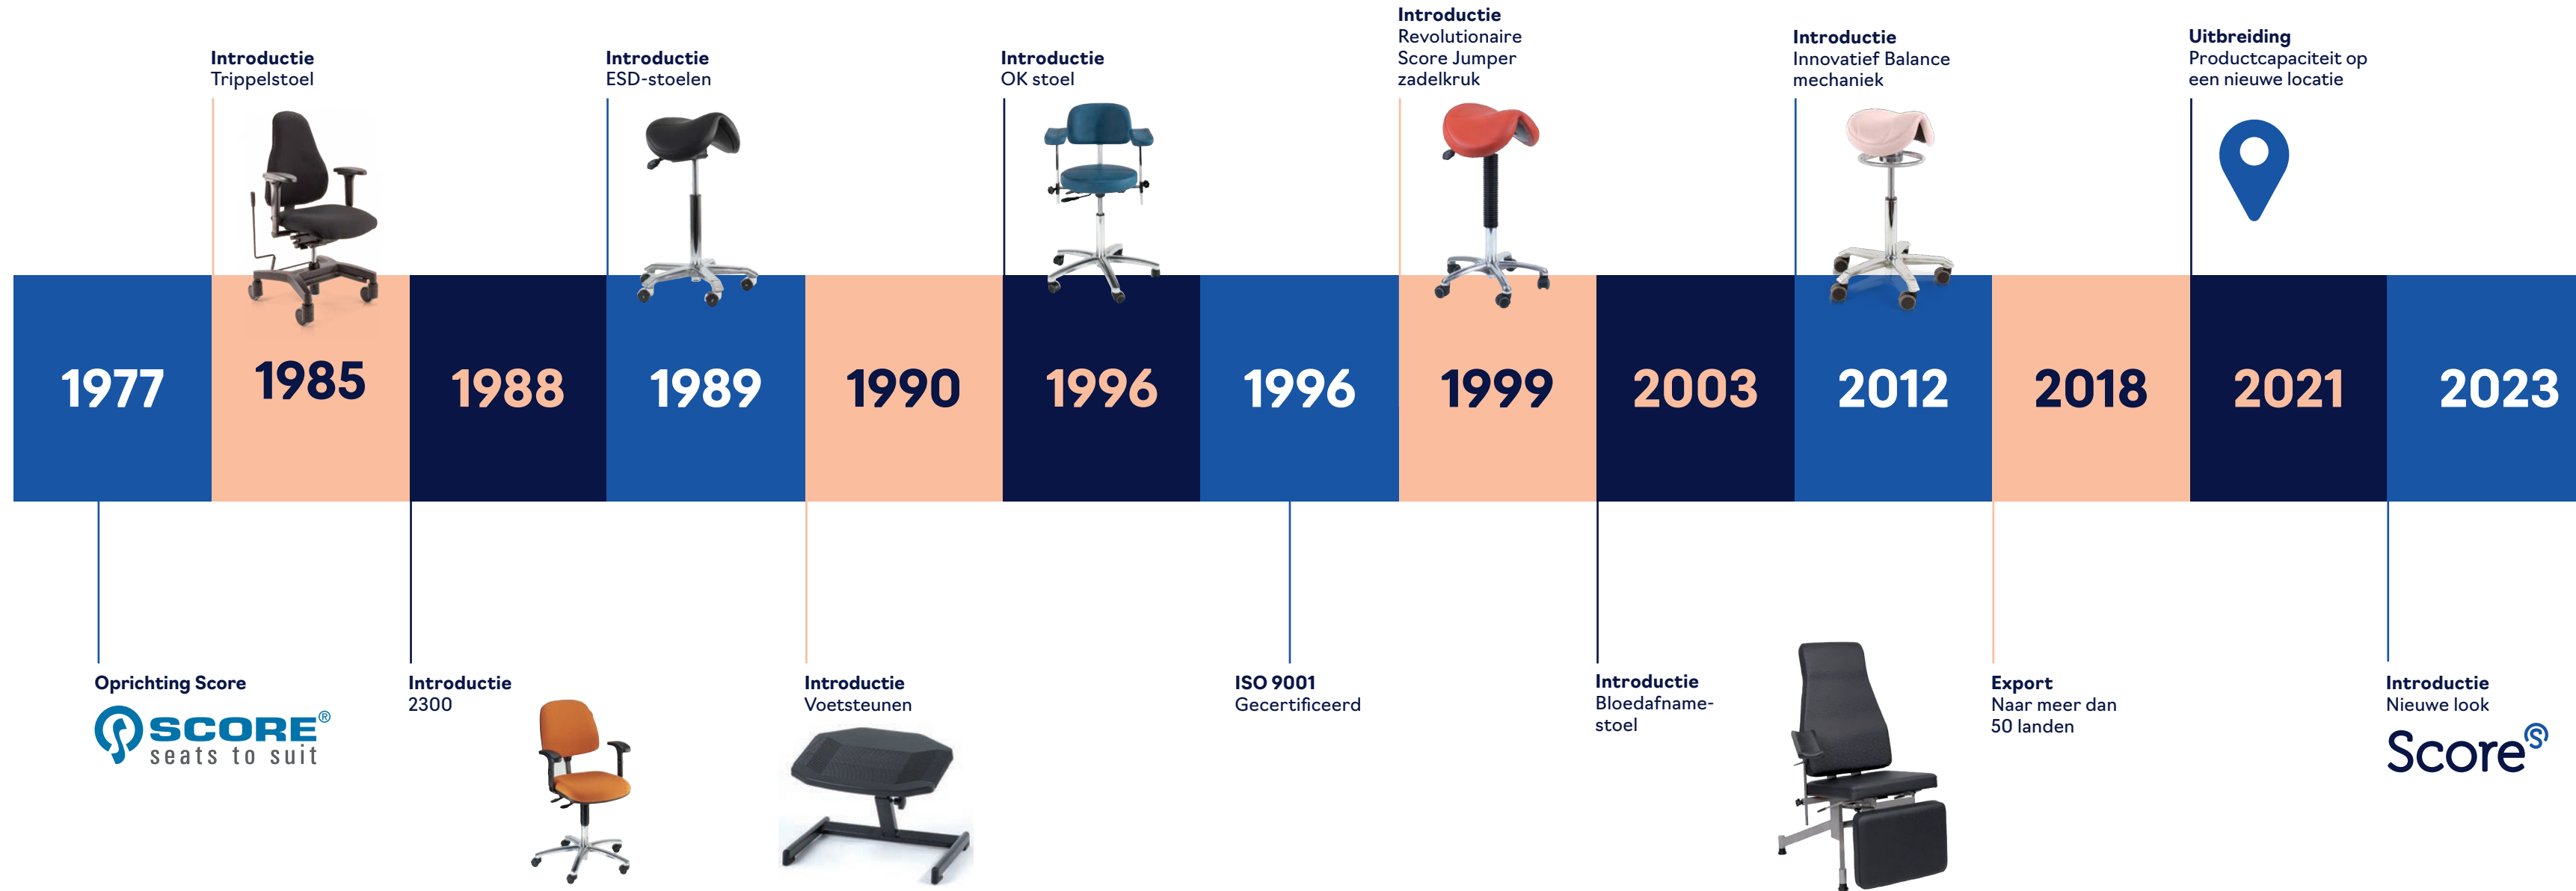 Introductie
Trippelstoel
Introductie
ESD-stoelen
Introductie
OK stoel
Introductie
Revolutionaire
Score Jumper
zadelkruk
Introductie
Innovatief Balance
mechaniek
Uitbreiding
Productcapaciteit op
een nieuwe locatie
1977
1985
1988
1989
1990
1996
1996
1999
2003
2012
2018
2021
2023
Oprichting Score
SCORE®
seats to suit
Introductie
2300
Introductie
Voetsteunen
ISO 9001
Gecertificeerd
Introductie
Bloedafname-
stoel
Export
Naar meer dan
50 landen
Introductie
Nieuwe look
Score